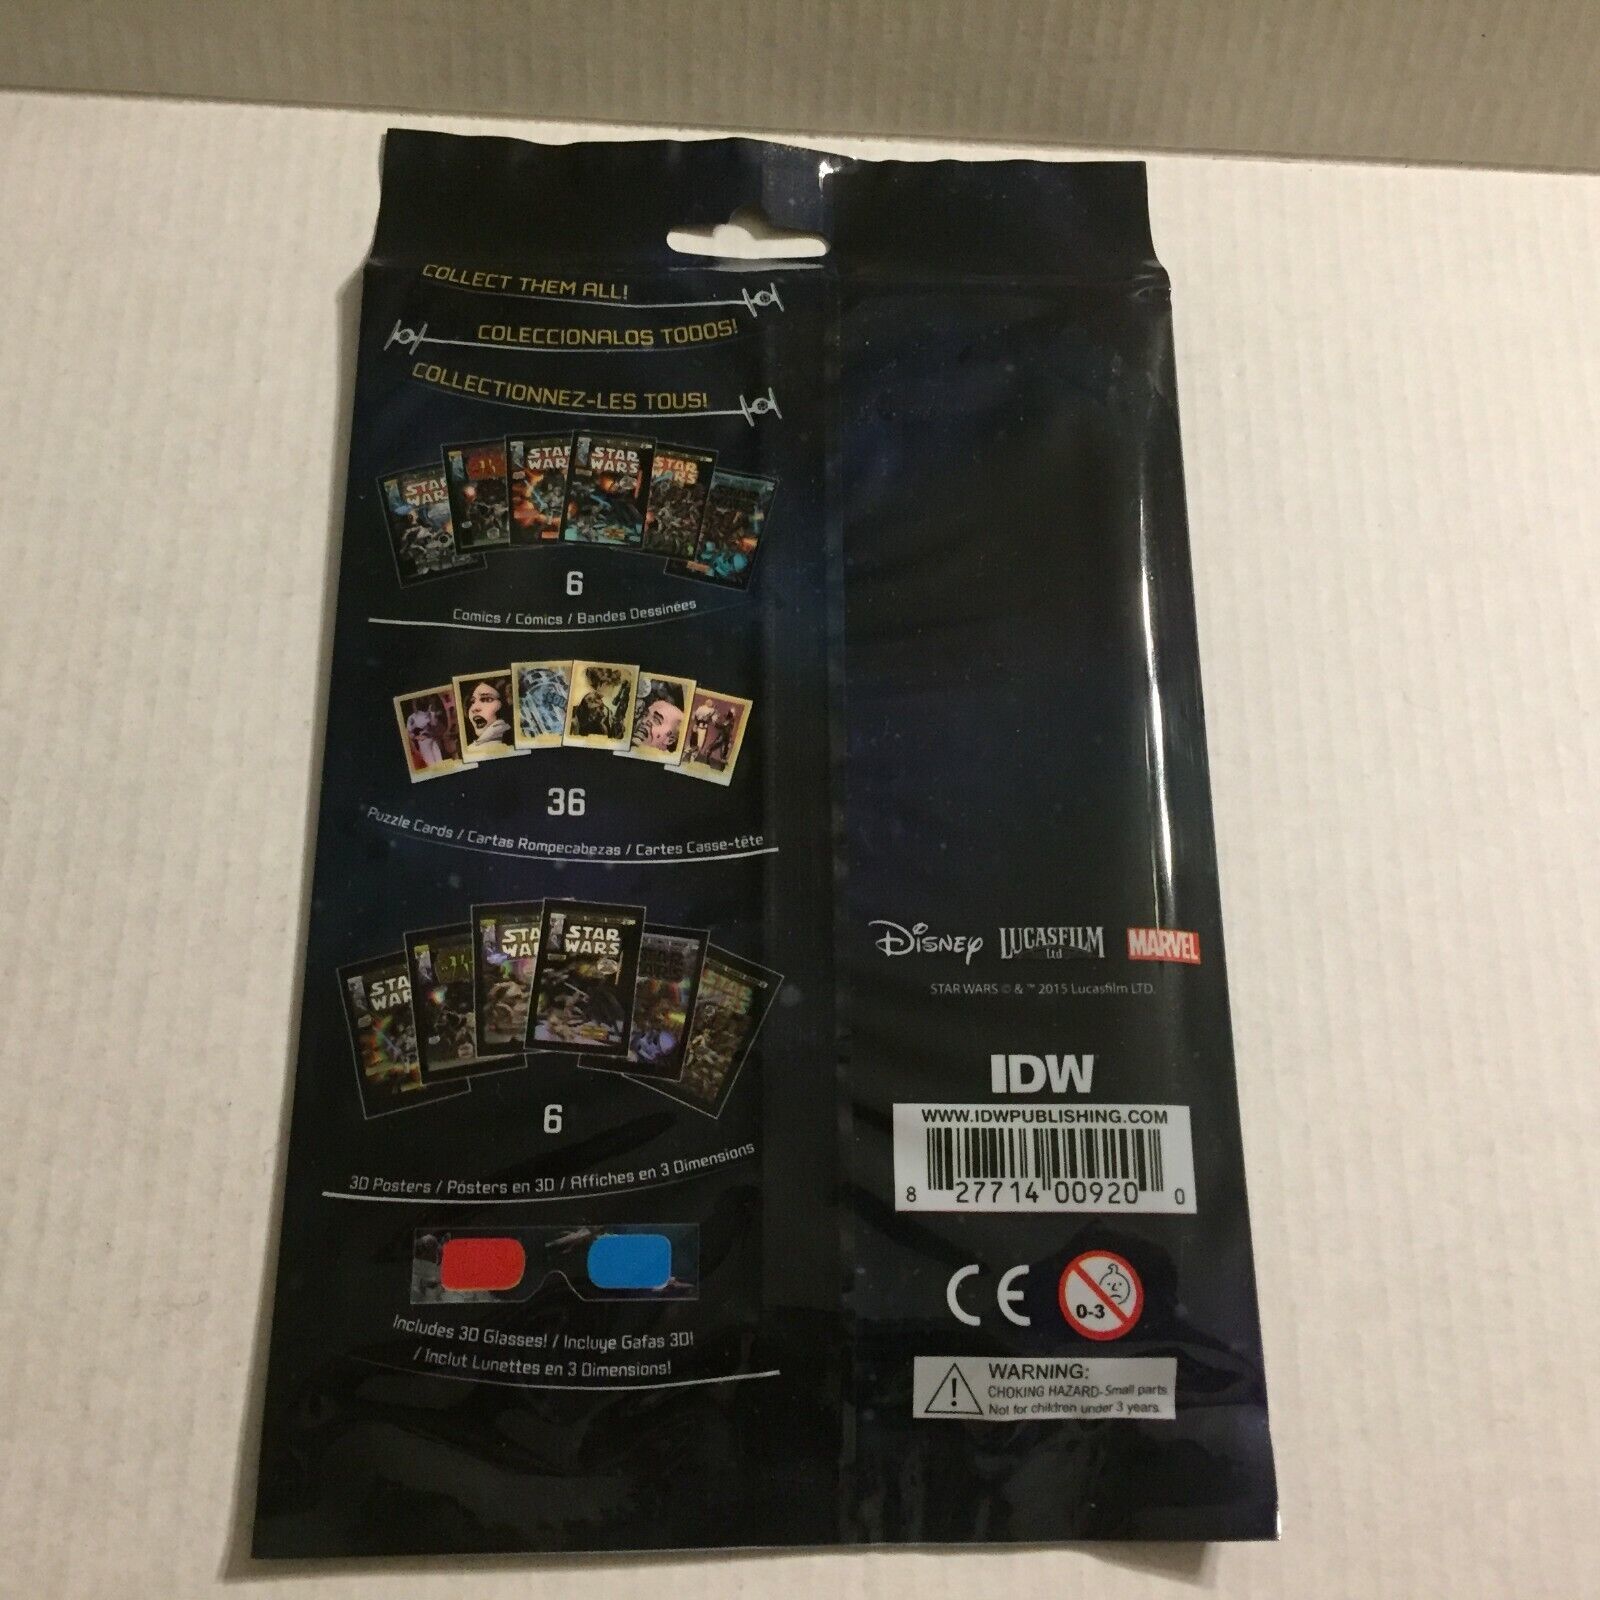 COLLECT THEM ALL!
COLECCIONALOS TODOS!
COLLECTIONNEZ-LES TOUS!
STAR WARS
STAR WARS
STAR WARS
STAR WARS
6
Comics / Cómics / Bandes Dessinées
36
Puzzle Cards / Cartas Rompecabezas / Cartes Casse-tête
STAR WARS
STAR WARS
STAR WARS
6
3D Posters / Pósters en 3D / Affiches en 3 Dimensions
Includes 3D Glasses! / Incluye Gafas 3D!
/ Inclut Lunettes en 3 Dimensions!
DISNEY LUCASFILM Ltd MARVEL
STAR WARS © & ™ 2015 Lucasfilm LTD.
IDW
WWW.IDWPUBLISHING.COM
8 27714 00920 0
CE
0-3
WARNING:
CHOKING HAZARD-Small parts
Not for children under 3 years.